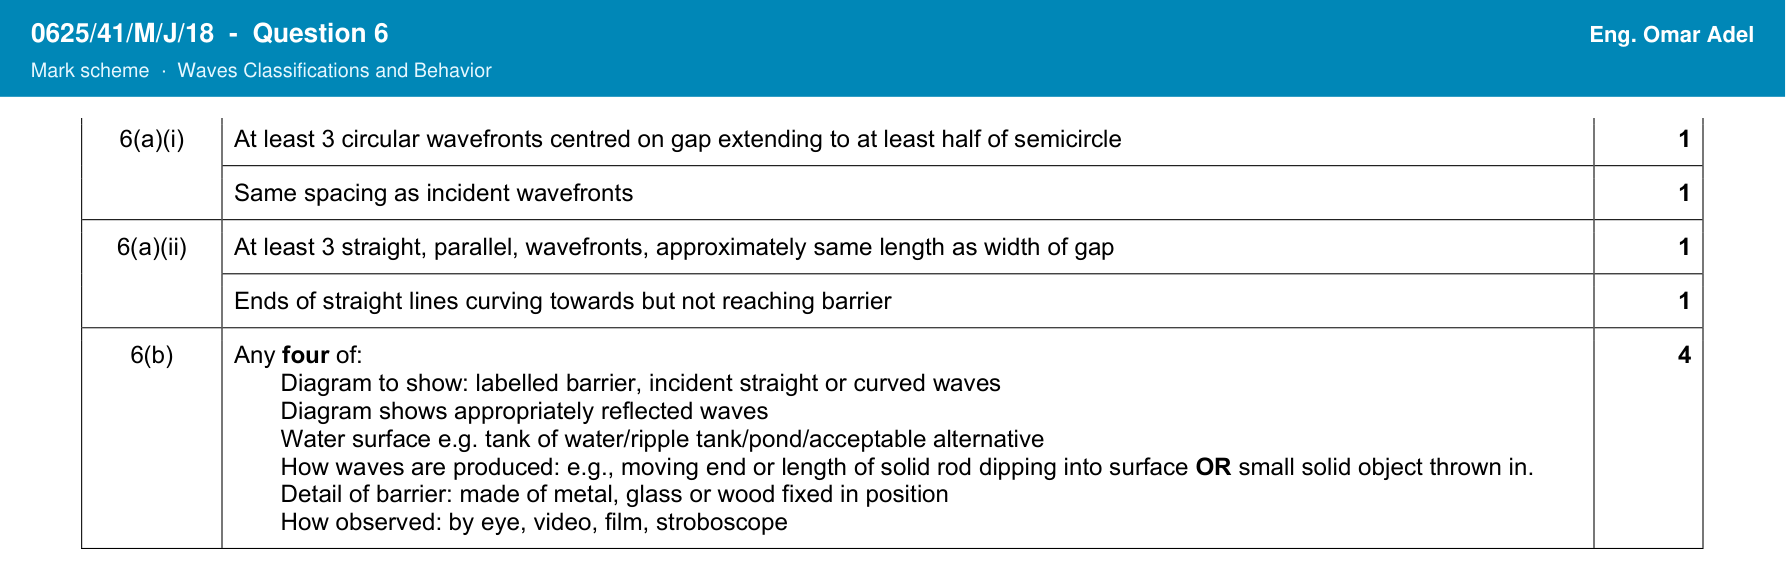 0625/41/M/J/18 - Question 6
Eng. Omar Adel
Mark scheme · Waves Classifications and Behavior
6(a)(i) At least 3 circular wavefronts centred on gap extending to at least half of semicircle 1
Same spacing as incident wavefronts 1
6(a)(ii) At least 3 straight, parallel, wavefronts, approximately same length as width of gap 1
Ends of straight lines curving towards but not reaching barrier 1
6(b) Any four of: 4
Diagram to show: labelled barrier, incident straight or curved waves
Diagram shows appropriately reflected waves
Water surface e.g. tank of water/ripple tank/pond/acceptable alternative
How waves are produced: e.g., moving end or length of solid rod dipping into surface OR small solid object thrown in.
Detail of barrier: made of metal, glass or wood fixed in position
How observed: by eye, video, film, stroboscope